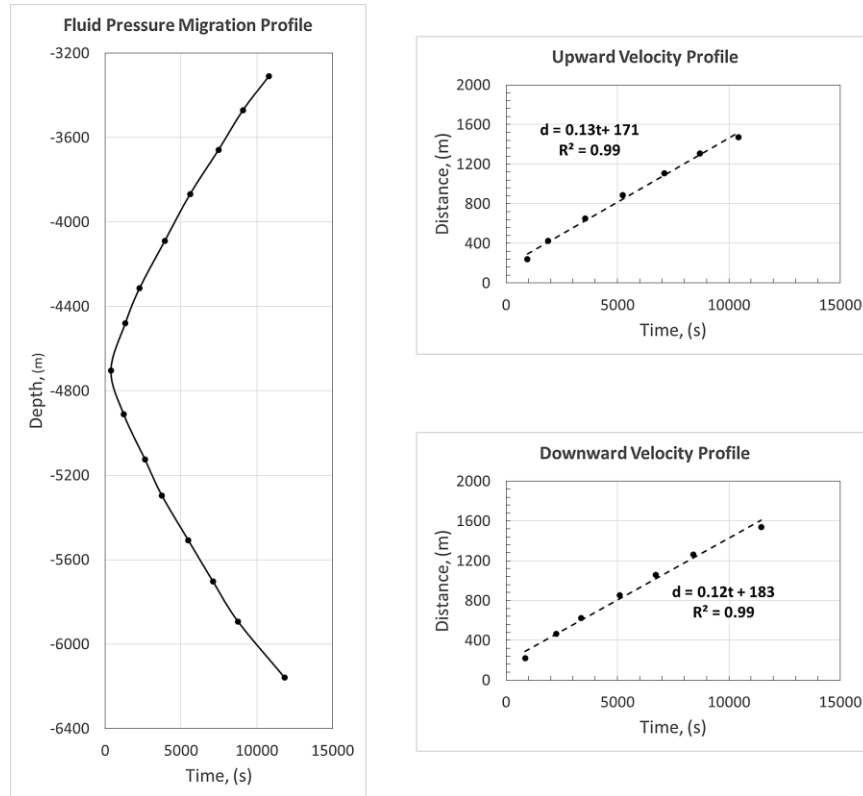 Fluid Pressure Migration Profile
-3200
-3600
-4000
-4400
-4800
-5200
-5600
-6000
-6400
Depth, (m)
0 5000 10000 15000
Time, (s)
Upward Velocity Profile
2000
1600
1200
800
400
0
Distance, (m)
d = 0.13t+ 171
R² = 0.99
0 5000 10000 15000
Time, (s)
Downward Velocity Profile
2000
1600
1200
800
400
0
Distance, (m)
d = 0.12t + 183
R² = 0.99
0 5000 10000 15000
Time, (s)